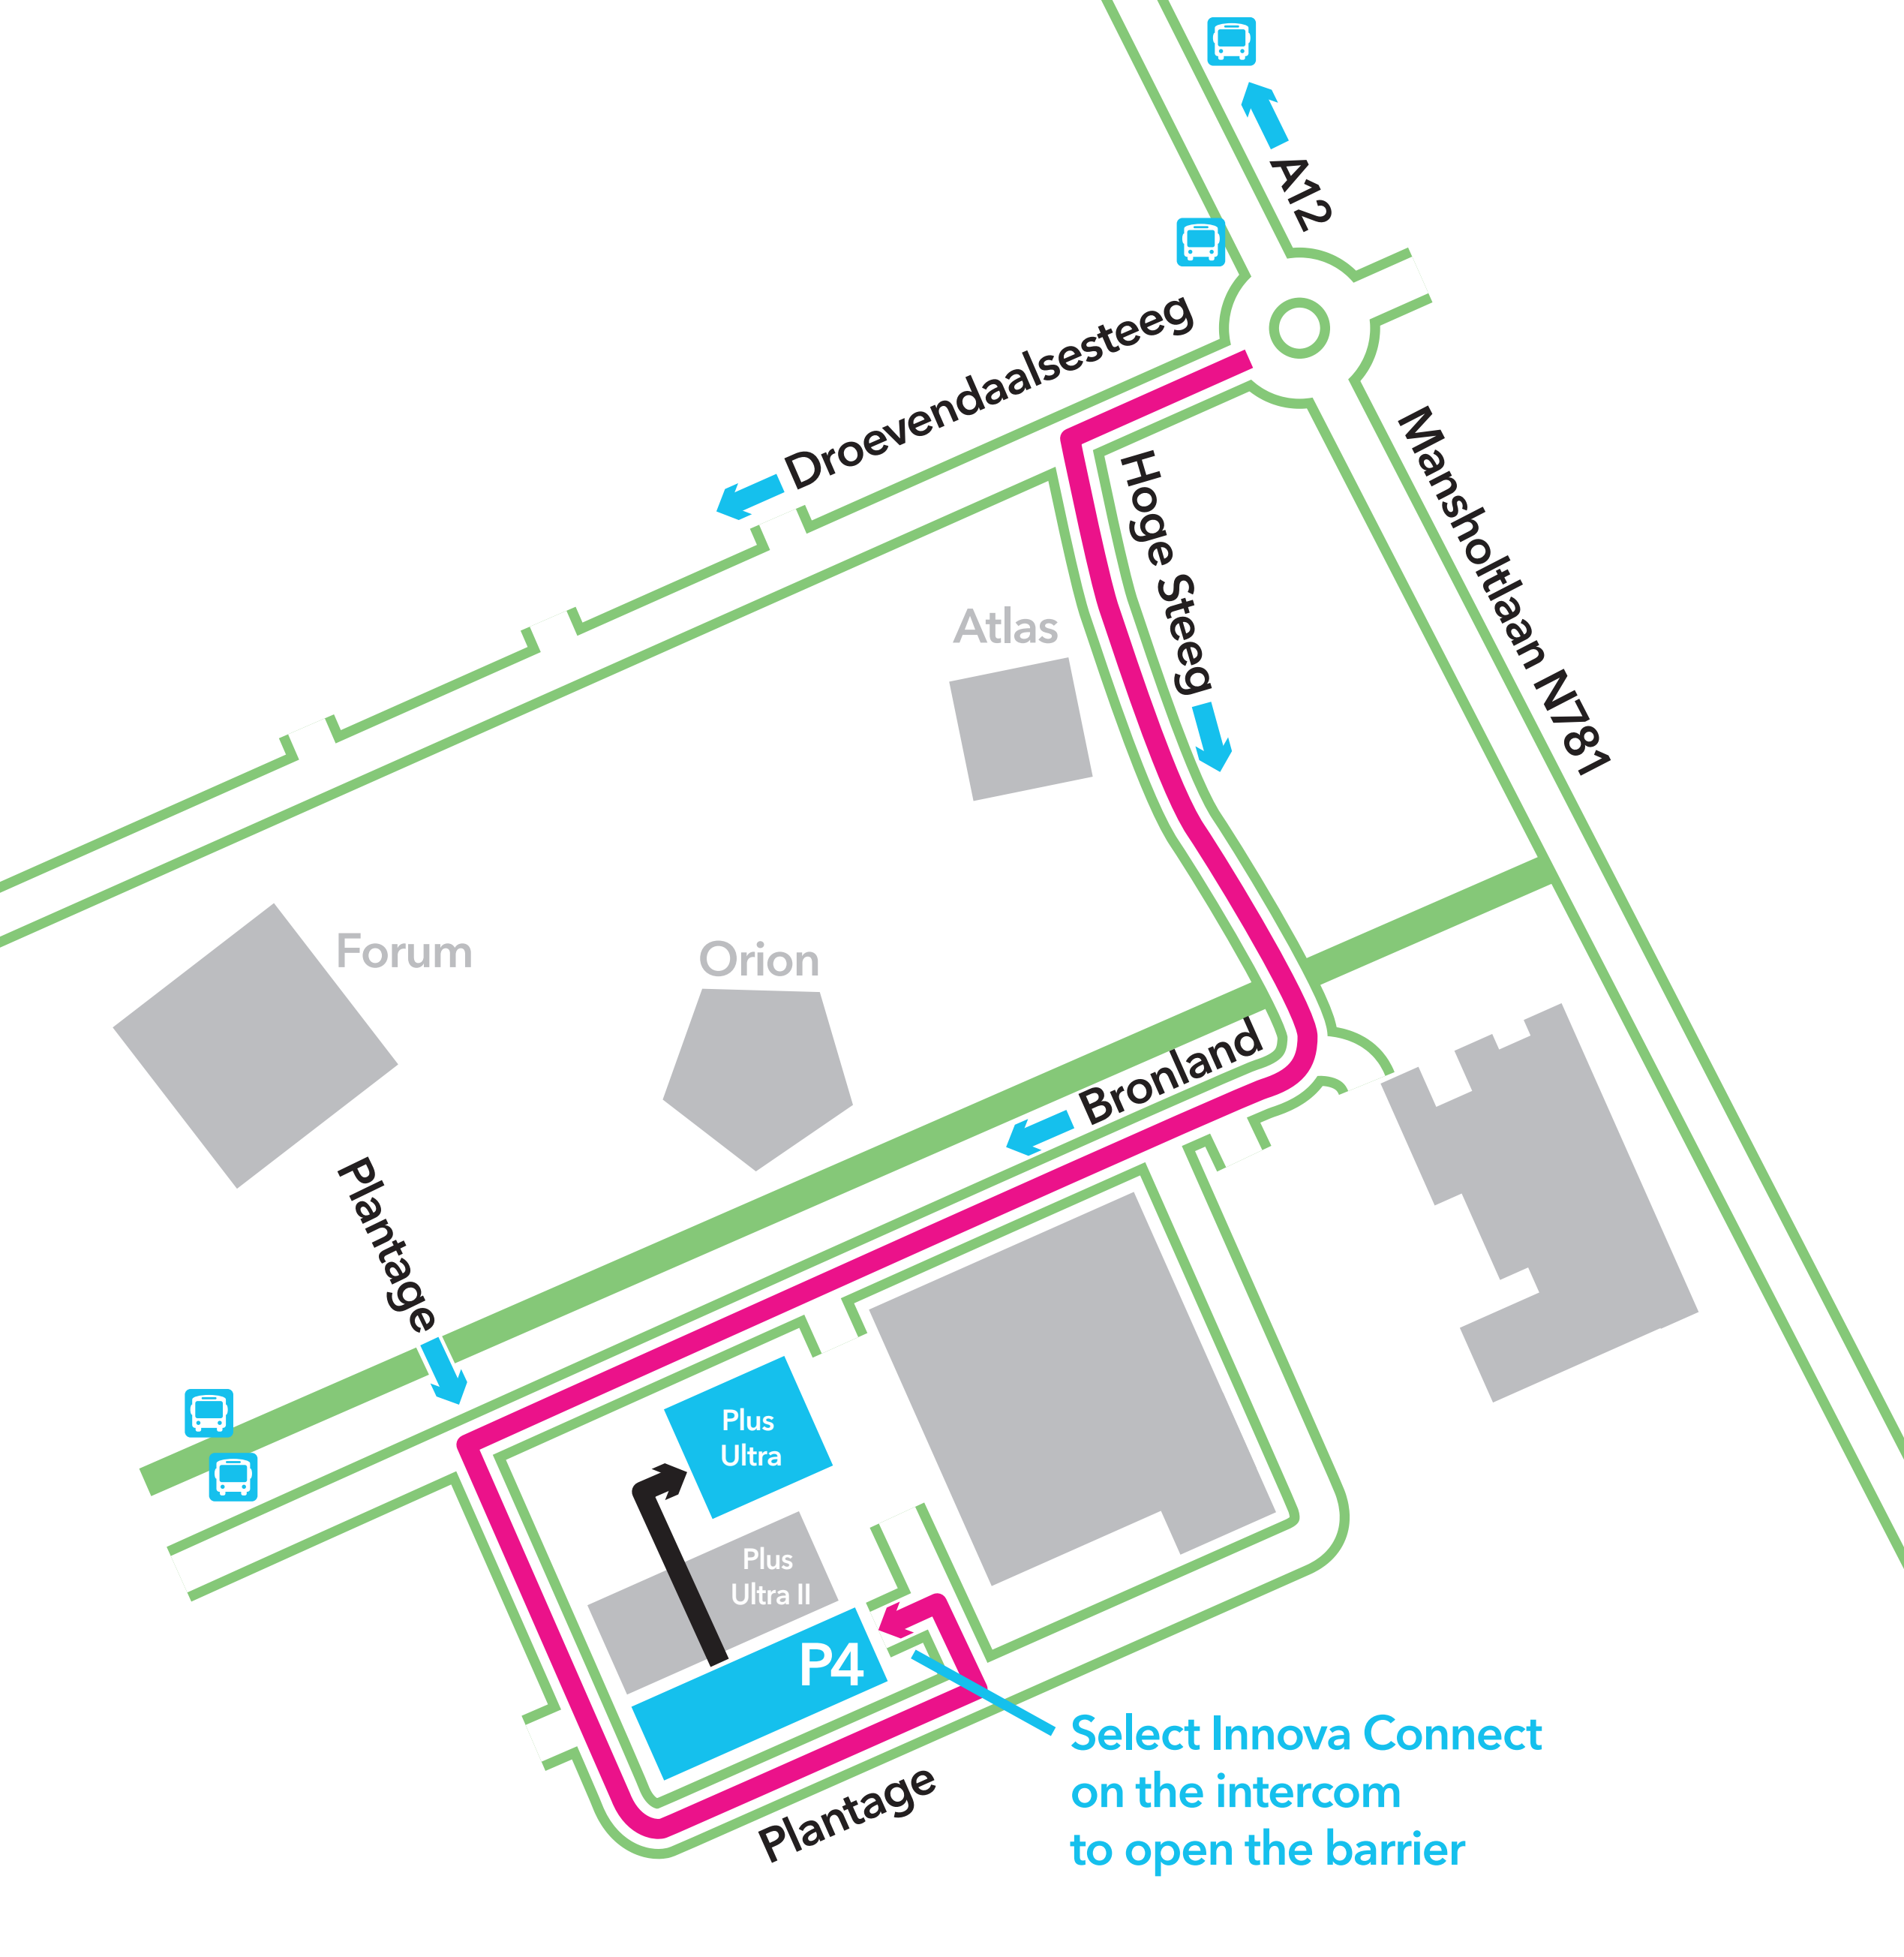 A12
Droevendaalsesteeg
Mansholtlaan N781
Hoge Steeg
Atlas
Forum
Orion
Bronland
Plantage
Plus
Ultra
Plus
Ultra II
P4
Select Innova Connect
on the intercom
to open the barrier
Plantage